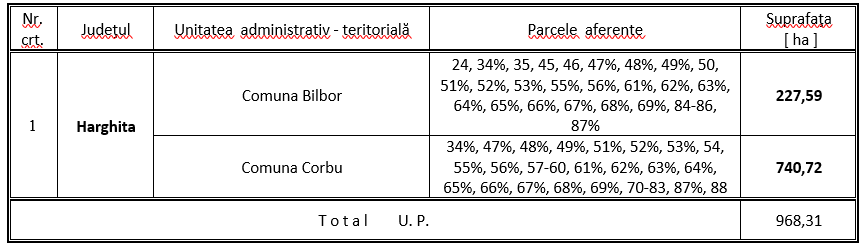 Nr. crt.
Județul
Unitatea administrativ - teritorială
Parcele aferente
Suprafața
[ ha ]
1
Harghita
Comuna Bilbor
24, 34%, 35, 45, 46, 47%, 48%, 49%, 50,
51%, 52%, 53%, 55%, 56%, 61%, 62%, 63%,
64%, 65%, 66%, 67%, 68%, 69%, 84-86,
87%
227,59
Comuna Corbu
34%, 47%, 48%, 49%, 51%, 52%, 53%, 54,
55%, 56%, 57-60, 61%, 62%, 63%, 64%,
65%, 66%, 67%, 68%, 69%, 70-83, 87%, 88
740,72
Total U. P.
968,31